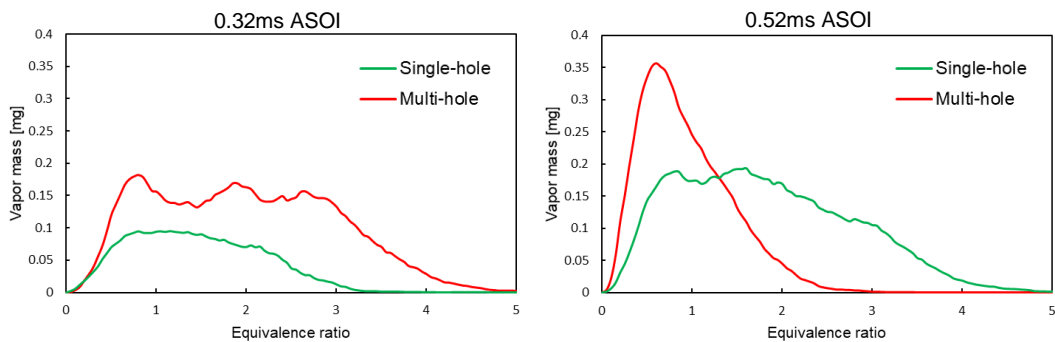 0.32ms ASOI
0.4
0.35
0.3
0.25
0.2
0.15
0.1
0.05
0
Vapor mass [mg]
Single-hole
Multi-hole
0 1 2 3 4 5
Equivalence ratio
0.52ms ASOI
0.4
0.35
0.3
0.25
0.2
0.15
0.1
0.05
0
Vapor mass [mg]
Single-hole
Multi-hole
0 1 2 3 4 5
Equivalence ratio